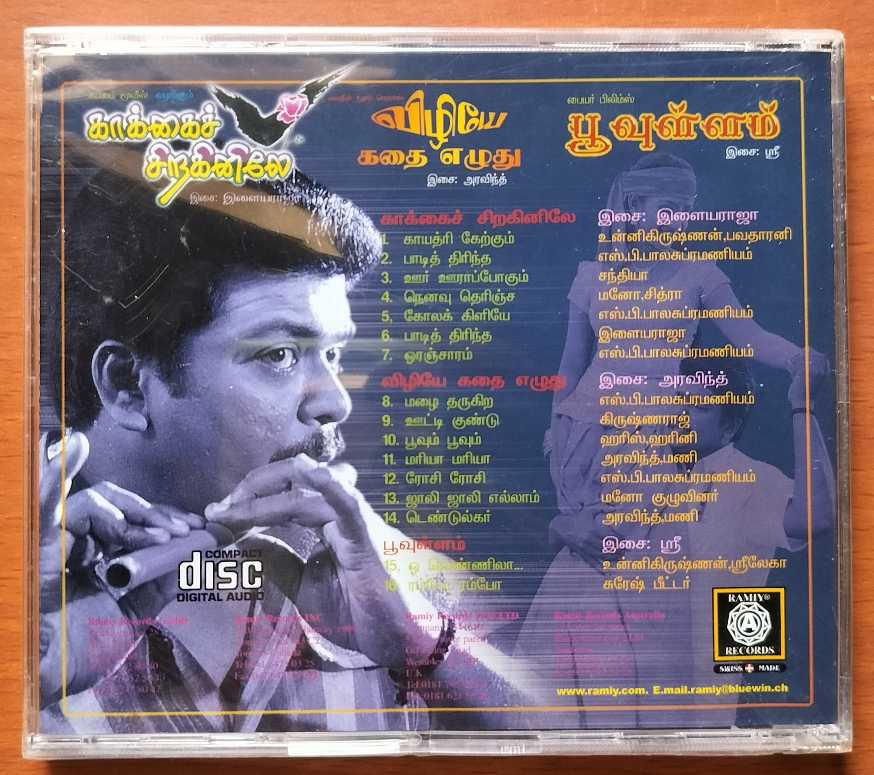 காக்கைச்
சிறகினிலே
விழியே
கதை எழுது
இசை: அரவிந்த்
பையர் பிலிம்ஸ்
பூவுள்ளம்
இசை: ஸ்ரீ
காக்கைச் சிறகினிலே இசை: இளையராஜா
1. காயத்ரி கேற்கும் உன்னிகிருஷ்ணன்,பவதாரனி
2. பாடித் திரிந்த எஸ்.பி.பாலசுப்ரமணியம்
3. ஊர் ஊராப்போகும் சந்தியா
4. நெனவு தெரிஞ்ச மனோ,சித்ரா
5. கோலக் கிளியே எஸ்.பி.பாலசுப்ரமணியம்
6. பாடித் திரிந்த இளையராஜா
7. ஓரஞ்சாரம் எஸ்.பி.பாலசுப்ரமணியம்
விழியே கதை எழுது இசை: அரவிந்த்
8. மழை தருகிற எஸ்.பி.பாலசுப்ரமணியம்
9. ஊட்டி குண்டு கிருஷ்ணராஜ்
10. பூவும் பூவும் ஹரிஸ்,ஹரினி
11. மரியா மரியா அரவிந்த்,மணி
12. ரோசி ரோசி எஸ்.பி.பாலசுப்ரமணியம்
13. ஜாலி ஜாலி எல்லாம் மனோ குழுவினர்
14. டெண்டுல்கர் அரவிந்த்,மணி
பூவுள்ளம் இசை: ஸ்ரீ
15. ஓ வெண்ணிலா... உன்னிகிருஷ்ணன்,ஸ்ரீலேகா
16. ரம்போ சுரேஷ் பீட்டர்
COMPACT
disc
DIGITAL AUDIO
RAMIY®
A
RECORDS
SWISS MADE
www.ramiy.com. E.mail.ramiy@bluewin.ch